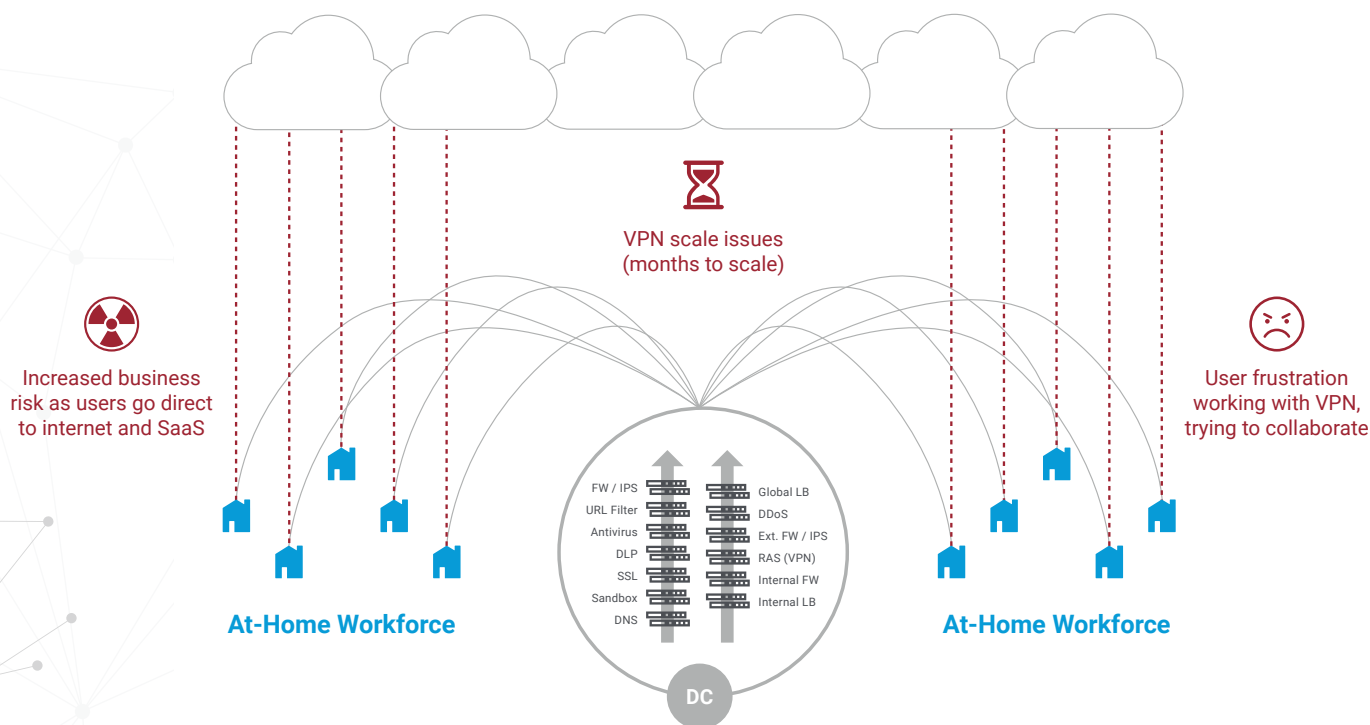 VPN scale issues
(months to scale)
Increased business
risk as users go direct
to internet and SaaS
User frustration
working with VPN,
trying to collaborate
FW / IPS
URL Filter
Antivirus
DLP
SSL
Sandbox
DNS
Global LB
DDoS
Ext. FW / IPS
RAS (VPN)
Internal FW
Internal LB
At-Home Workforce
At-Home Workforce
DC